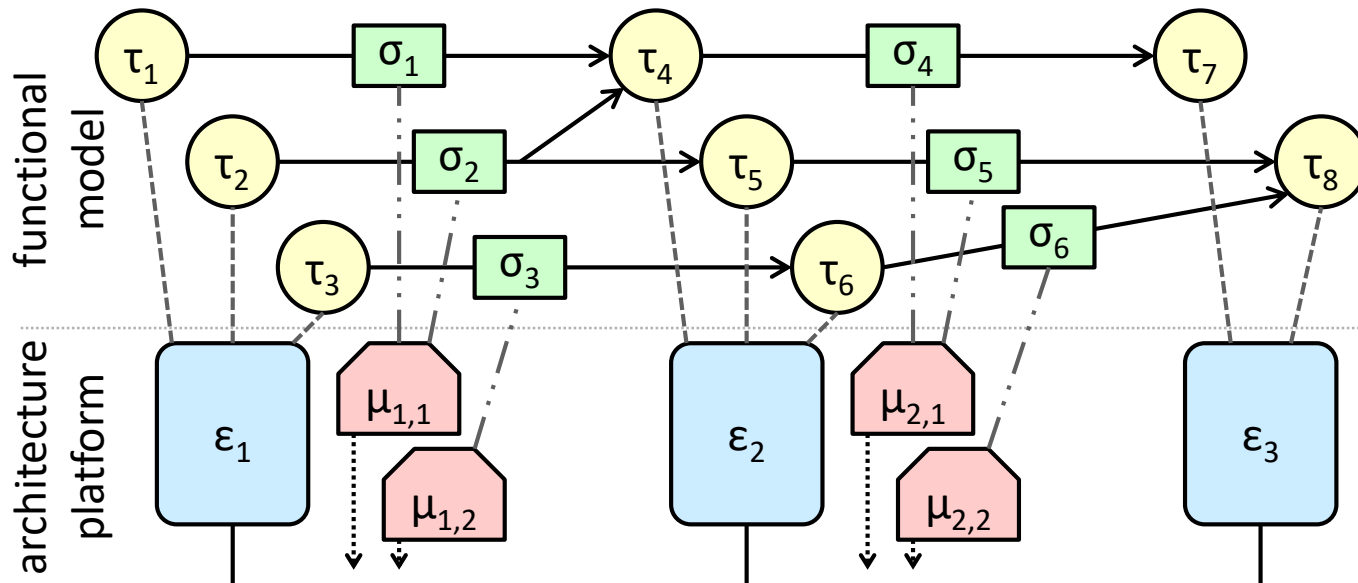 functional
model
τ₁ σ₁ τ₄ σ₄ τ₇
τ₂ σ₂ τ₅ σ₅ τ₈
τ₃ σ₃ τ₆ σ₆
architecture
platform
ε₁ μ₁,₁ ε₂ μ₂,₁ ε₃
μ₁,₂ μ₂,₂